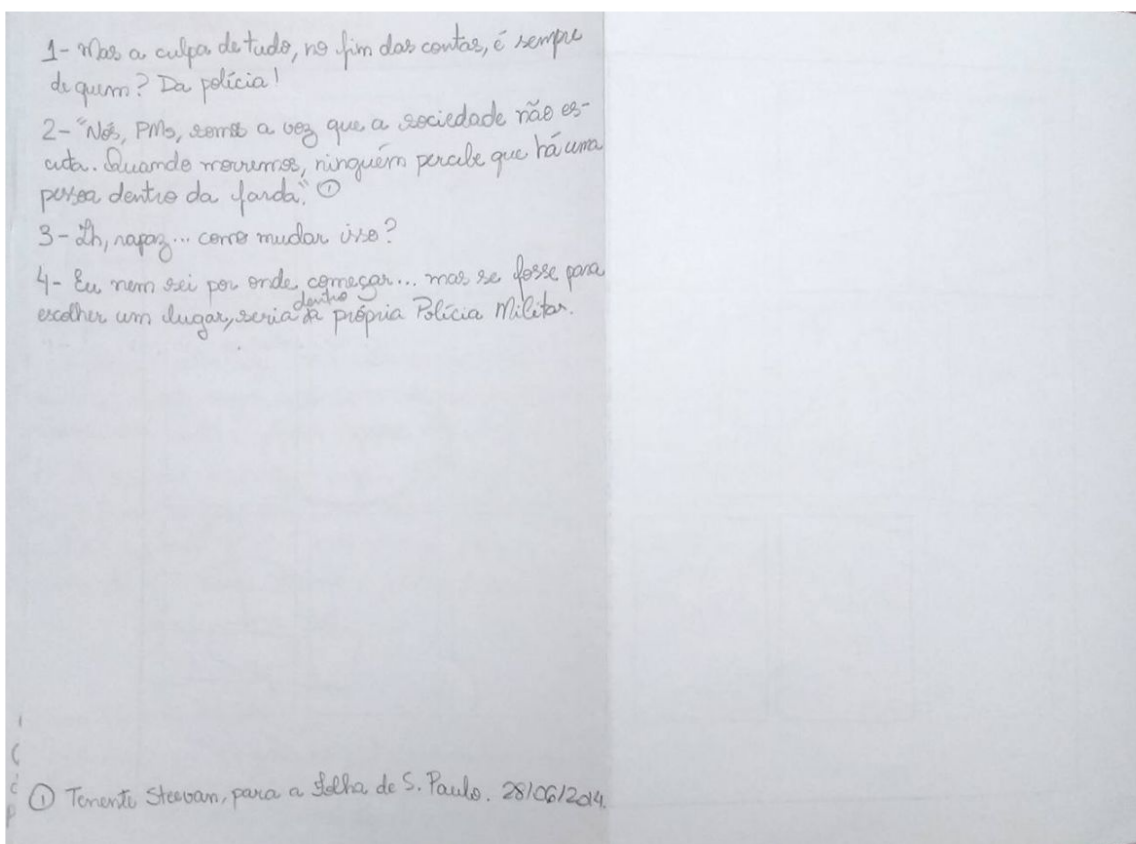 1- Mas a culpa de tudo, no fim das contas, é sempre
de quem? Da polícia!
2- "Nós, PMs, somos a voz que a sociedade não es-
cuta. Quando morremos, ninguém percebe que há uma
pessoa dentro da farda." ①
3- Ih, rapaz... como mudar isso?
4- Eu nem sei por onde começar... mas se fosse para
escolher um lugar, seria dentro da própria Polícia Militar.
① Tenente Steevan, para a Folha de S. Paulo. 28/06/2014.